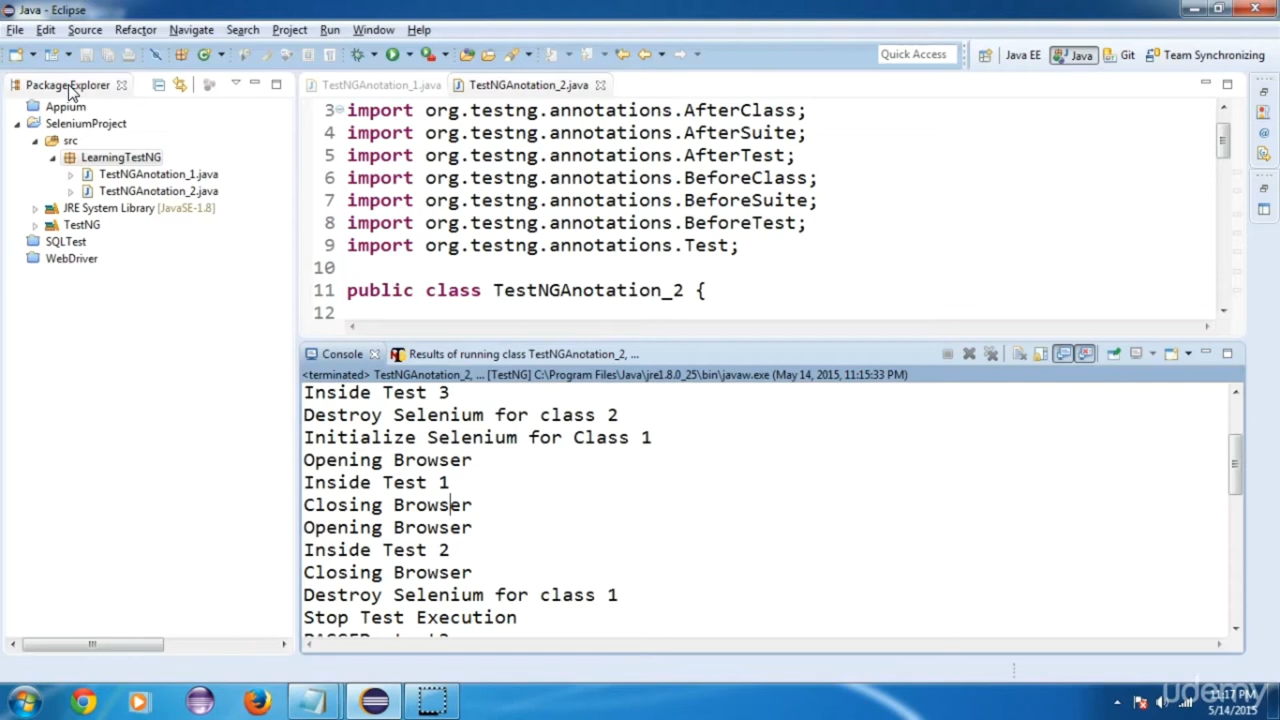 Java - Eclipse
File Edit Source Refactor Navigate Search Project Run Window Help
Quick Access Java EE Java Git Team Synchronizing
Package Explorer
Appium
SeleniumProject
src
LearningTestNG
TestNGAnotation_1.java
TestNGAnotation_2.java
JRE System Library [JavaSE-1.8]
TestNG
SQLTest
WebDriver
TestNGAnotation_1.java TestNGAnotation_2.java
3 import org.testng.annotations.AfterClass;
4 import org.testng.annotations.AfterSuite;
5 import org.testng.annotations.AfterTest;
6 import org.testng.annotations.BeforeClass;
7 import org.testng.annotations.BeforeSuite;
8 import org.testng.annotations.BeforeTest;
9 import org.testng.annotations.Test;
10
11 public class TestNGAnotation_2 {
12
Console Results of running class TestNGAnotation_2, ...
<terminated> TestNGAnotation_2, ... [TestNG] C:\Program Files\Java\jre1.8.0_25\bin\javaw.exe (May 14, 2015, 11:15:33 PM)
Inside Test 3
Destroy Selenium for class 2
Initialize Selenium for Class 1
Opening Browser
Inside Test 1
Closing Browser
Opening Browser
Inside Test 2
Closing Browser
Destroy Selenium for class 1
Stop Test Execution
udemy
11:17 PM
5/14/2015